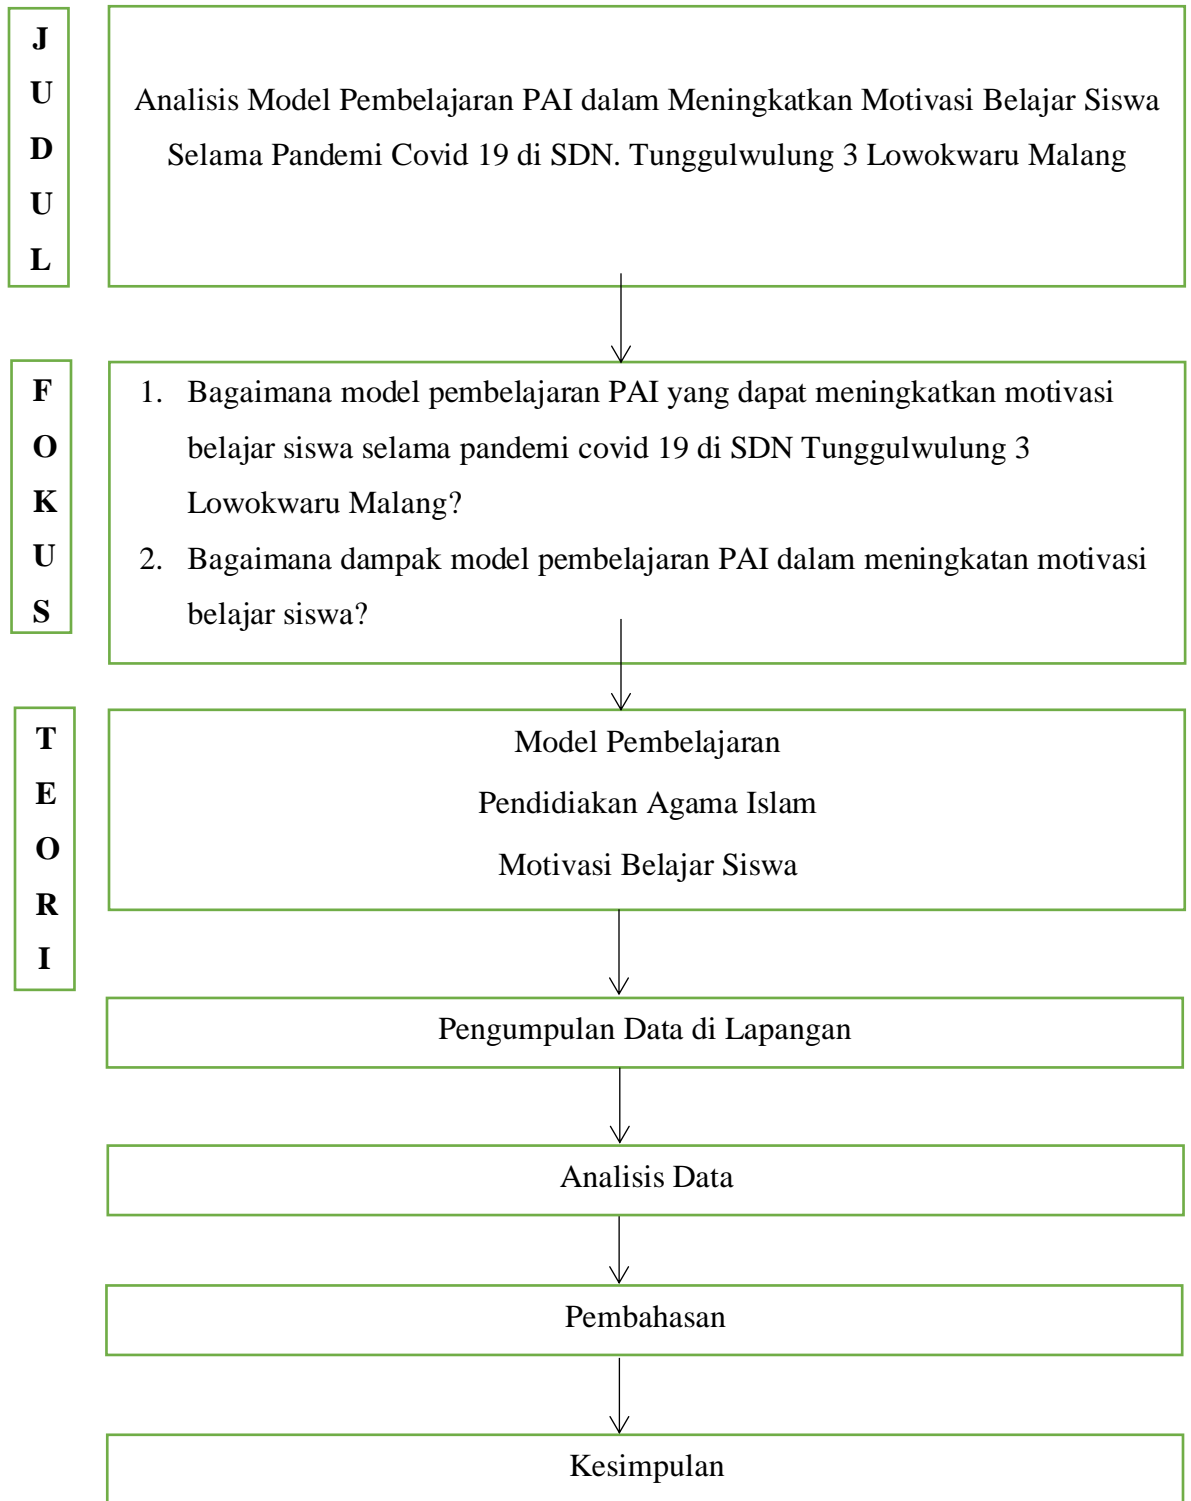 JUDUL
Analisis Model Pembelajaran PAI dalam Meningkatkan Motivasi Belajar Siswa
Selama Pandemi Covid 19 di SDN. Tunggulwulung 3 Lowokwaru Malang
FOKUS
1. Bagaimana model pembelajaran PAI yang dapat meningkatkan motivasi
belajar siswa selama pandemi covid 19 di SDN Tunggulwulung 3
Lowokwaru Malang?
2. Bagaimana dampak model pembelajaran PAI dalam meningkatan motivasi
belajar siswa?
TEORI
Model Pembelajaran
Pendidiakan Agama Islam
Motivasi Belajar Siswa
Pengumpulan Data di Lapangan
Analisis Data
Pembahasan
Kesimpulan